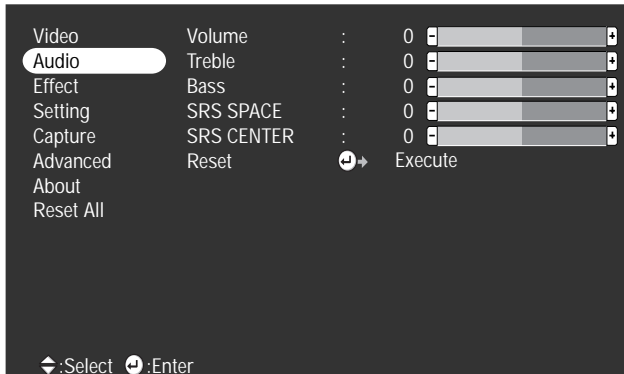 Video Volume : 0 - +
Audio Treble : 0 - +
Effect Bass : 0 - +
Setting SRS SPACE : 0 - +
Capture SRS CENTER : 0 - +
Advanced Reset Execute
About
Reset All
:Select :Enter